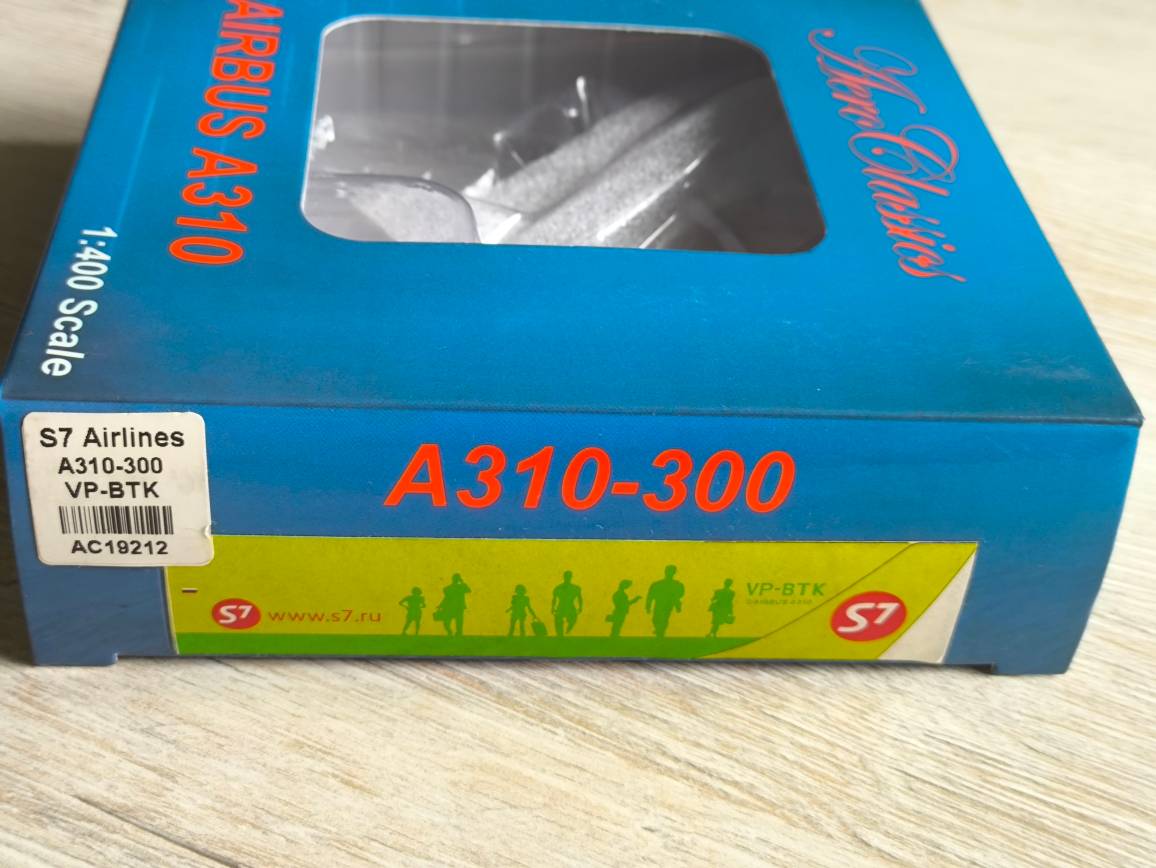 AIRBUS A310
1:400 Scale
Aero Classics
S7 Airlines
A310-300
VP-BTK
AC19212
A310-300
S7 www.s7.ru
VP-BTK
S7